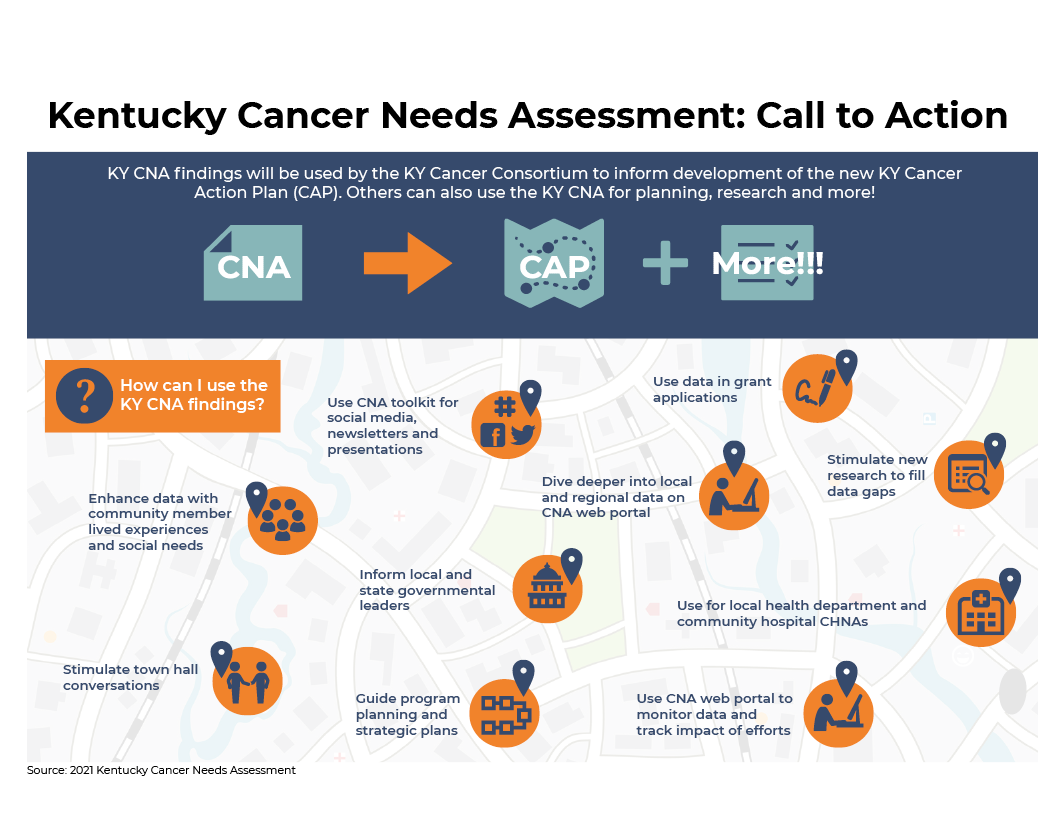 Kentucky Cancer Needs Assessment: Call to Action
KY CNA findings will be used by the KY Cancer Consortium to inform development of the new KY Cancer
Action Plan (CAP). Others can also use the KY CNA for planning, research and more!
CNA
CAP
More!!!
?
How can I use the
KY CNA findings?
Use CNA toolkit for
social media,
newsletters and
presentations
#
f
Use data in grant
applications
Dive deeper into local
and regional data on
CNA web portal
Stimulate new
research to fill
data gaps
Enhance data with
community member
lived experiences
and social needs
Inform local and
state governmental
leaders
Use for local health department and
community hospital CHNAs
Stimulate town hall
conversations
Guide program
planning and
strategic plans
Use CNA web portal to
monitor data and
track impact of efforts
Source: 2021 Kentucky Cancer Needs Assessment